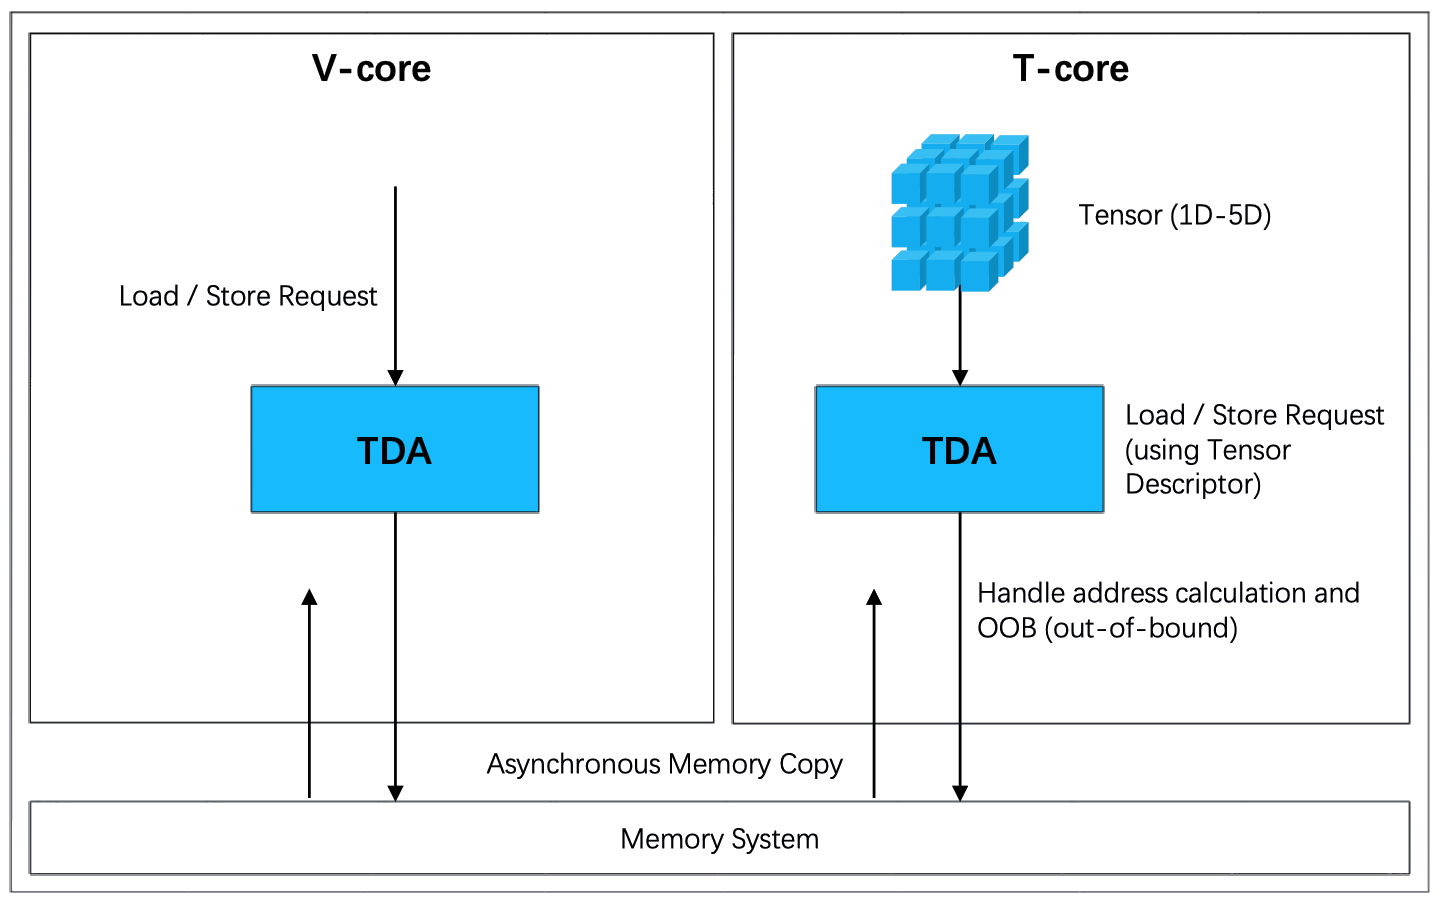 V-core
T-core
Tensor (1D-5D)
Load / Store Request
TDA
TDA
Load / Store Request
(using Tensor
Descriptor)
Handle address calculation and
OOB (out-of-bound)
Asynchronous Memory Copy
Memory System